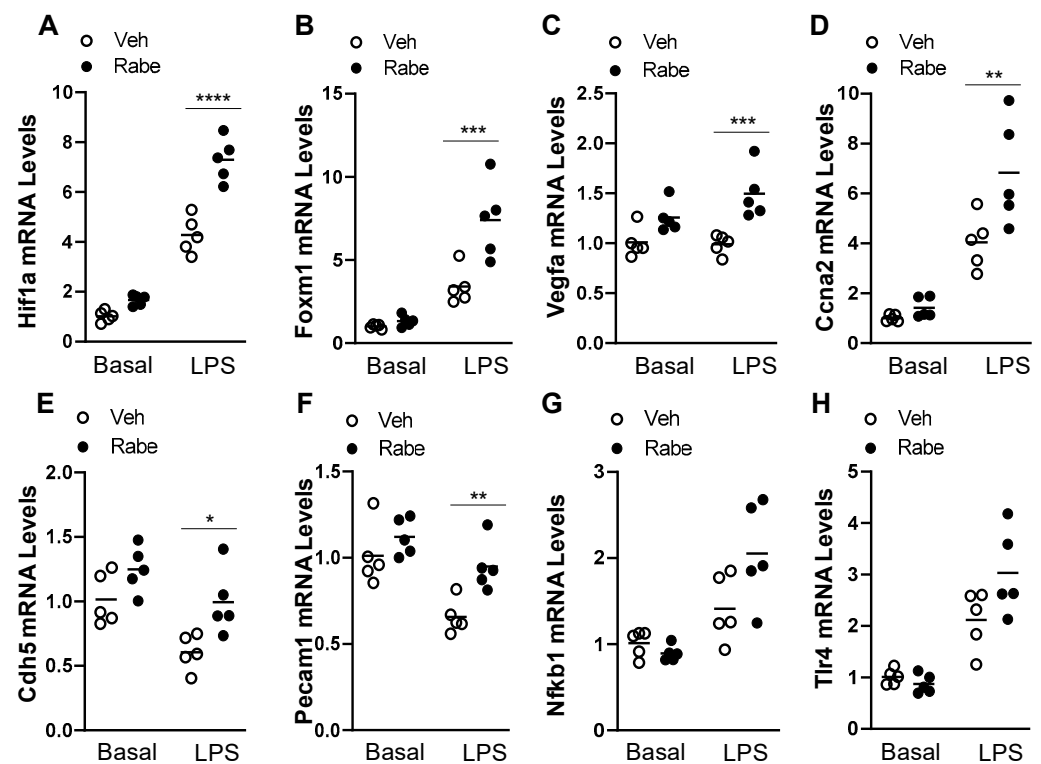 A
Veh
Rabe
Hif1a mRNA Levels
10
8
6
4
2
0
****
Basal
LPS
B
Veh
Rabe
Foxm1 mRNA Levels
15
10
5
0
***
Basal
LPS
C
Veh
Rabe
Vegfa mRNA Levels
2.5
2.0
1.5
1.0
0.5
0.0
***
Basal
LPS
D
Veh
Rabe
Ccna2 mRNA Levels
10
8
6
4
2
0
**
Basal
LPS
E
Veh
Rabe
Cdh5 mRNA Levels
2.0
1.5
1.0
0.5
0.0
*
Basal
LPS
F
Veh
Rabe
Pecam1 mRNA Levels
1.5
1.0
0.5
0.0
**
Basal
LPS
G
Veh
Rabe
Nfkb1 mRNA Levels
3
2
1
0
Basal
LPS
H
Veh
Rabe
Tlr4 mRNA Levels
5
4
3
2
1
0
Basal
LPS